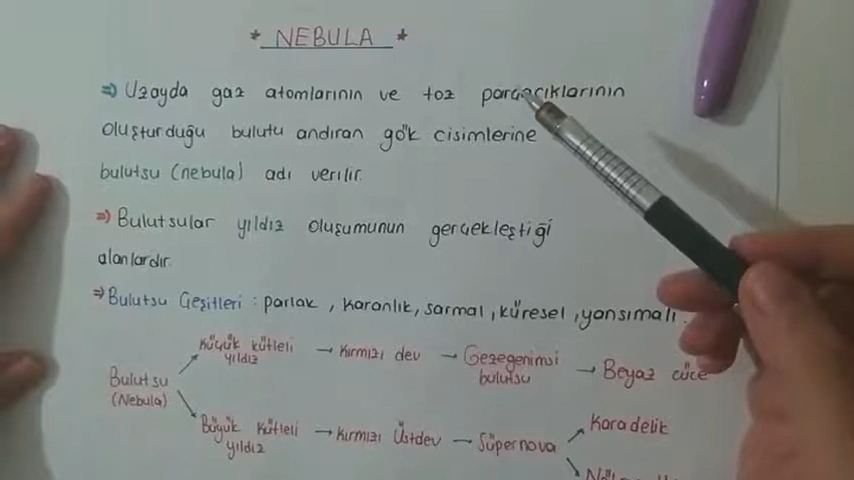 * NEBULA *
⇒ Uzayda gaz atomlarının ve toz parçacıklarının
oluşturduğu bulutu andıran gök cisimlerine
bulutsu (nebula) adı verilir.
⇒ Bulutsular yıldız oluşumunun gerçekleştiği
alanlardır.
⇒ Bulutsu Çeşitleri : parlak , karanlık, sarmal, küresel, yansımalı.
Küçük kütleli yıldız → Kırmızı dev → Gezegenimsi bulutsu → Beyaz cüce
Bulutsu
(Nebula)
Büyük kütleli yıldız → Kırmızı Üstdev → Süpernova
Karadelik